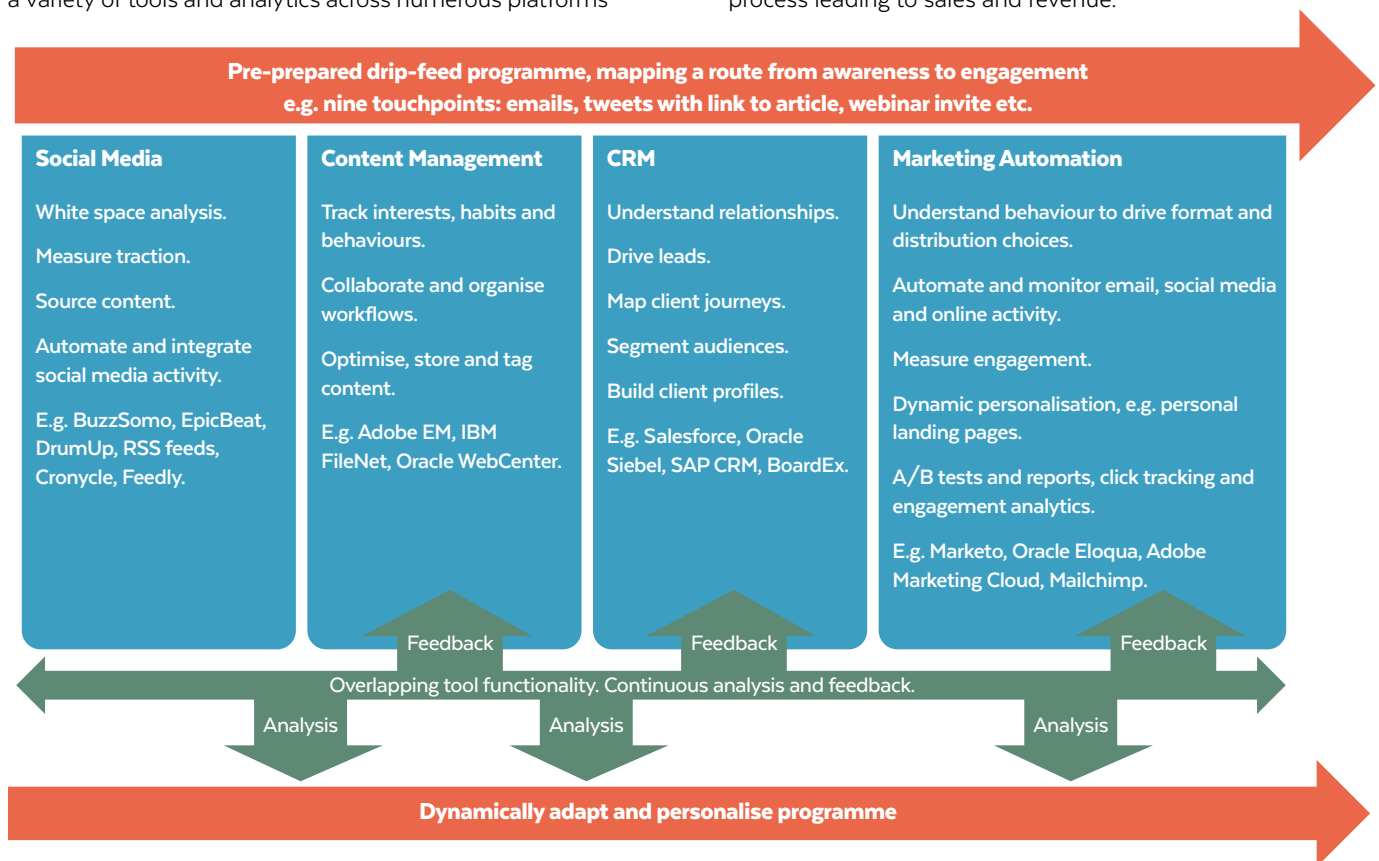 a variety of tools and analytics across numerous platforms
process leading to sales and revenue.
Pre-prepared drip-feed programme, mapping a route from awareness to engagement
e.g. nine touchpoints: emails, tweets with link to article, webinar invite etc.
Social Media
White space analysis.
Measure traction.
Source content.
Automate and integrate
social media activity.
E.g. BuzzSomo, EpicBeat,
DrumUp, RSS feeds,
Cronycle, Feedly.
Content Management
Track interests, habits and
behaviours.
Collaborate and organise
workflows.
Optimise, store and tag
content.
E.g. Adobe EM, IBM
FileNet, Oracle WebCenter.
CRM
Understand relationships.
Drive leads.
Map client journeys.
Segment audiences.
Build client profiles.
E.g. Salesforce, Oracle
Siebel, SAP CRM, BoardEx.
Marketing Automation
Understand behaviour to drive format and
distribution choices.
Automate and monitor email, social media
and online activity.
Measure engagement.
Dynamic personalisation, e.g. personal
landing pages.
A/B tests and reports, click tracking and
engagement analytics.
E.g. Marketo, Oracle Eloqua, Adobe
Marketing Cloud, Mailchimp.
Feedback
Feedback
Feedback
Overlapping tool functionality. Continuous analysis and feedback.
Analysis
Analysis
Analysis
Dynamically adapt and personalise programme